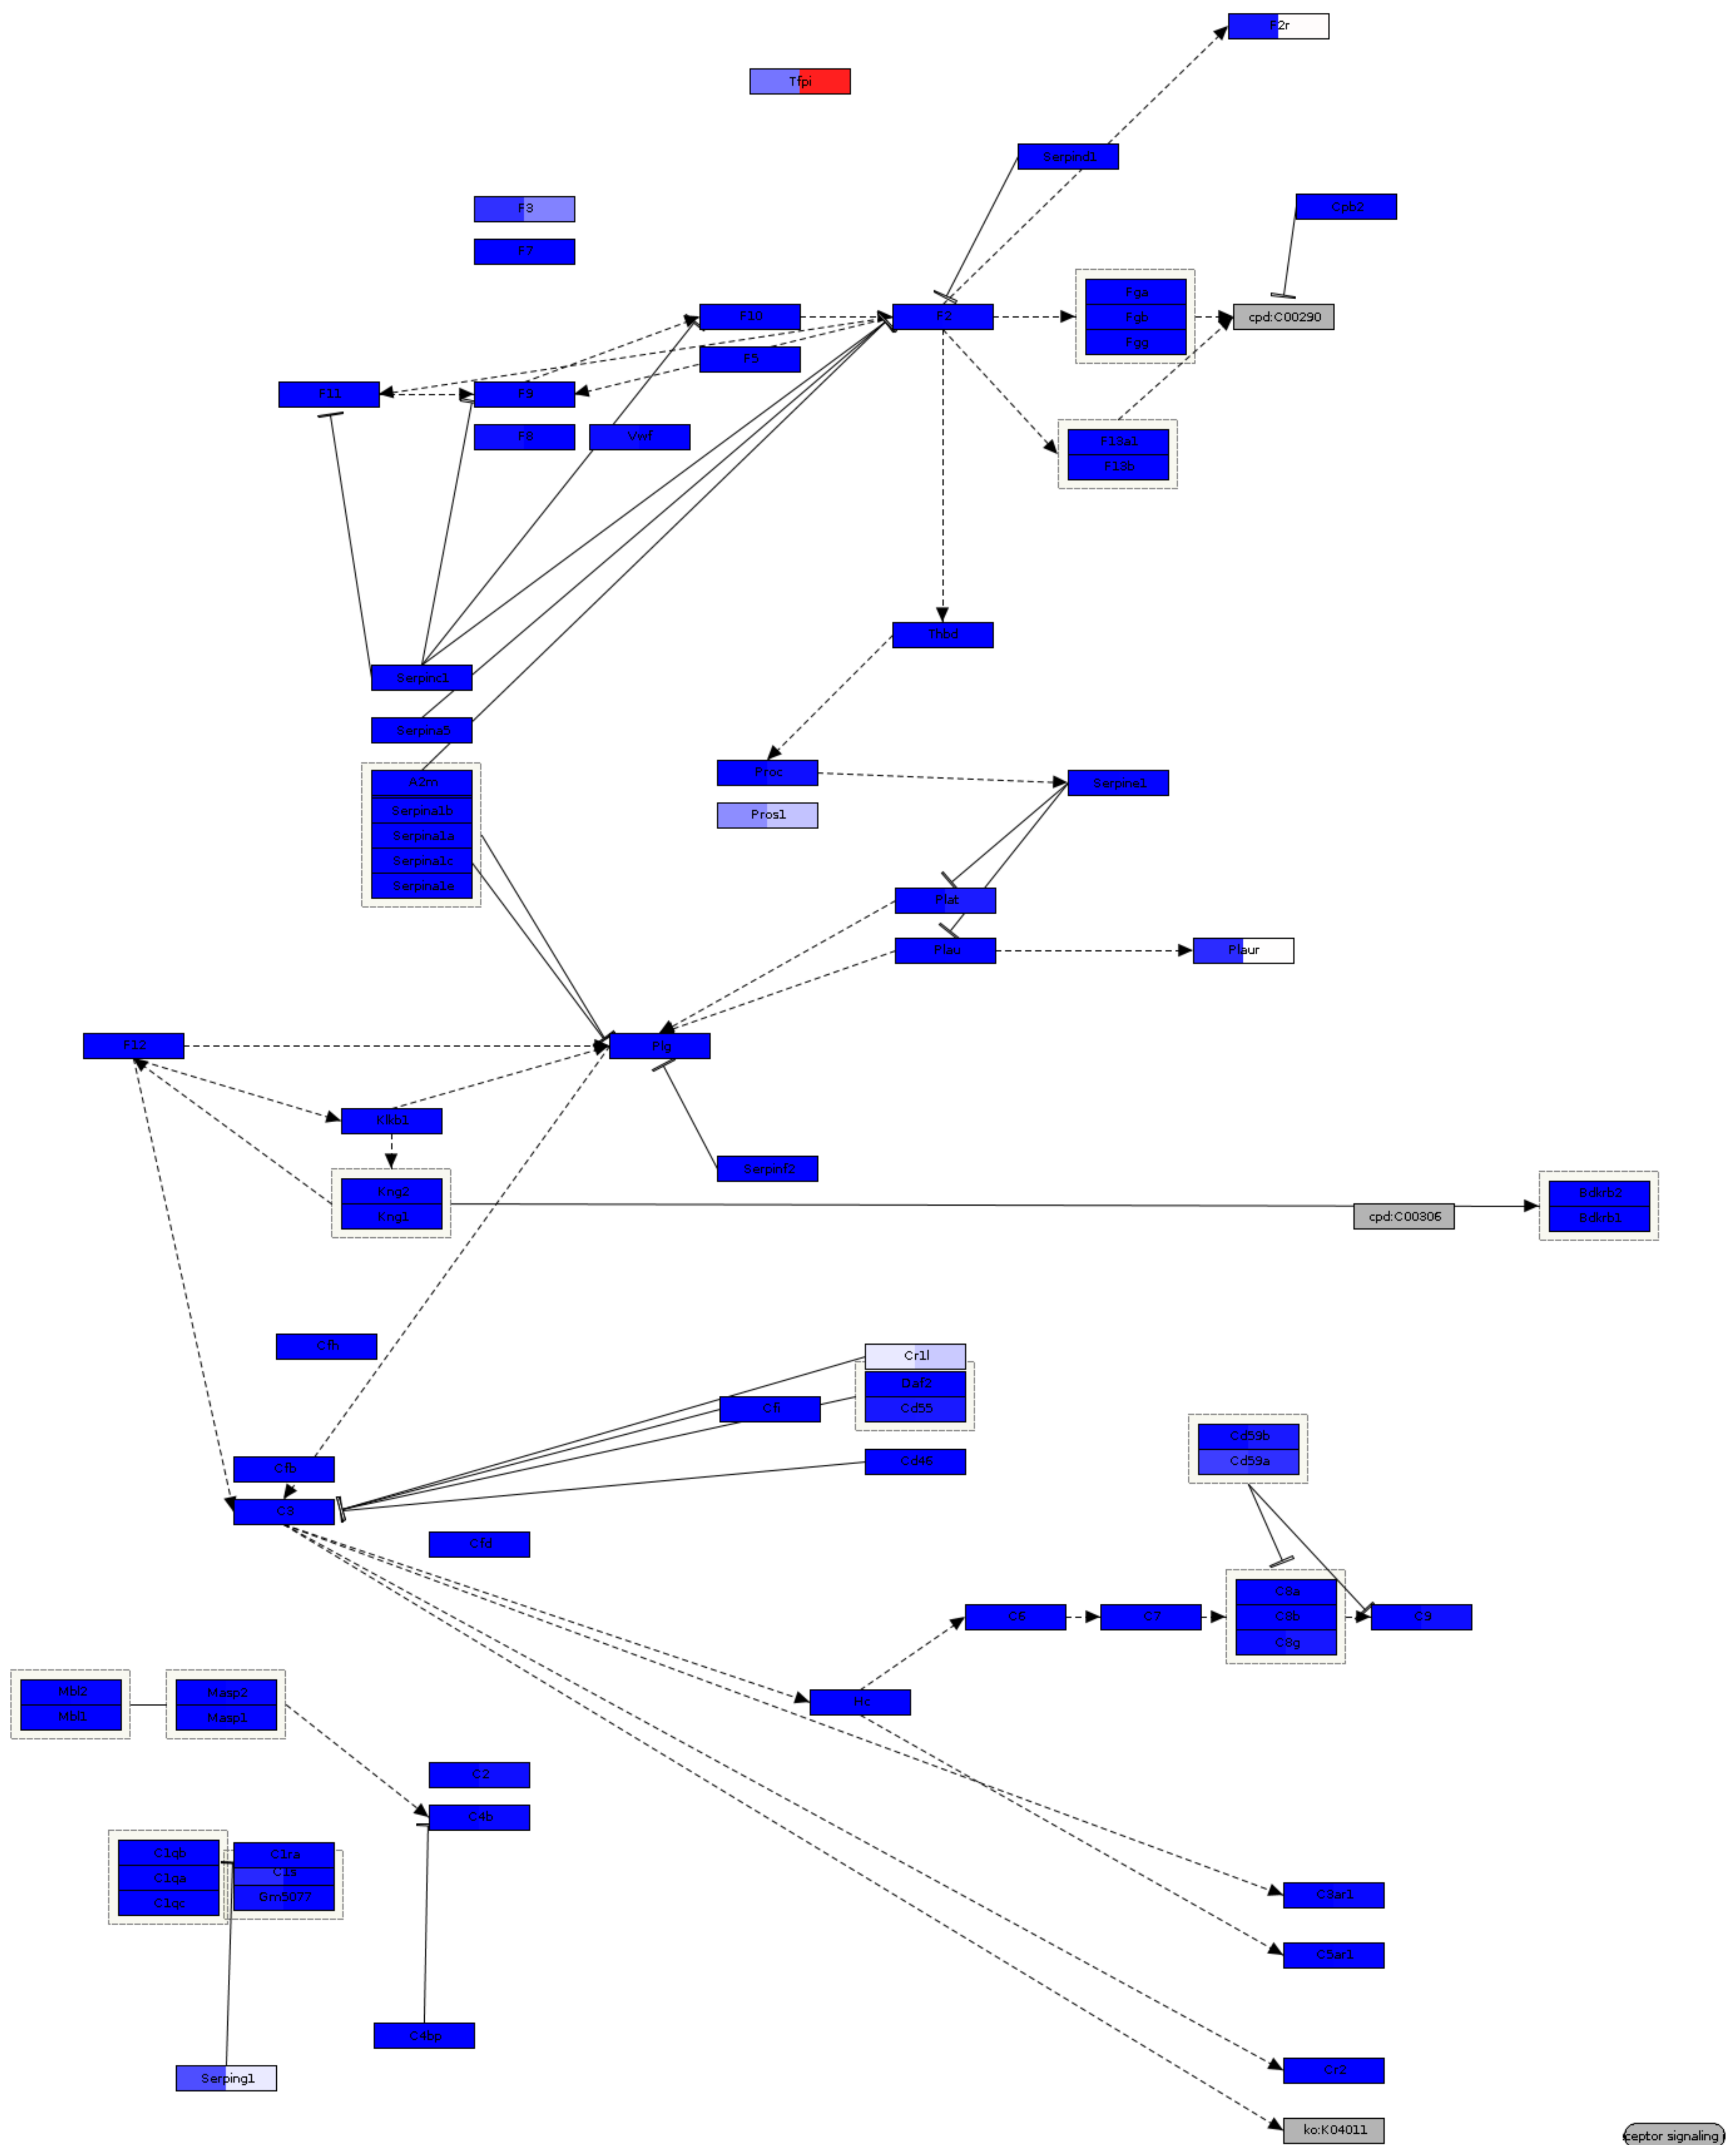 F2r
Tfpi
Serpind1
Cpb2
F3
F7
Fga
F10
F2
Fgb
cpd:C00290
Fgg
F5
F11
F9
F8
Vwf
F13a1
F13b
Thbd
Serpinc1
Serpina5
Proc
A2m
Serpine1
Serpina1b
Pros1
Serpina1a
Serpina1c
Serpina1e
Plat
Plau
Plaur
F12
Plg
Klkb1
Serpinf2
Kng2
Bdkrb2
Kng1
cpd:C00306
Bdkrb1
Cfh
Cr1l
Daf2
Cfi
Cd55
Cd59b
Cd46
Cd59a
Cfb
C3
Cfd
C8a
C6
C7
C8b
C9
C8g
Mbl2
Masp2
Hc
Mbl1
Masp1
C2
C4b
C1qb
C1ra
C1s
C1qa
Gm5077
C1qc
C3ar1
C5ar1
C4bp
Cr2
Serping1
ko:K04011
ceptor signaling